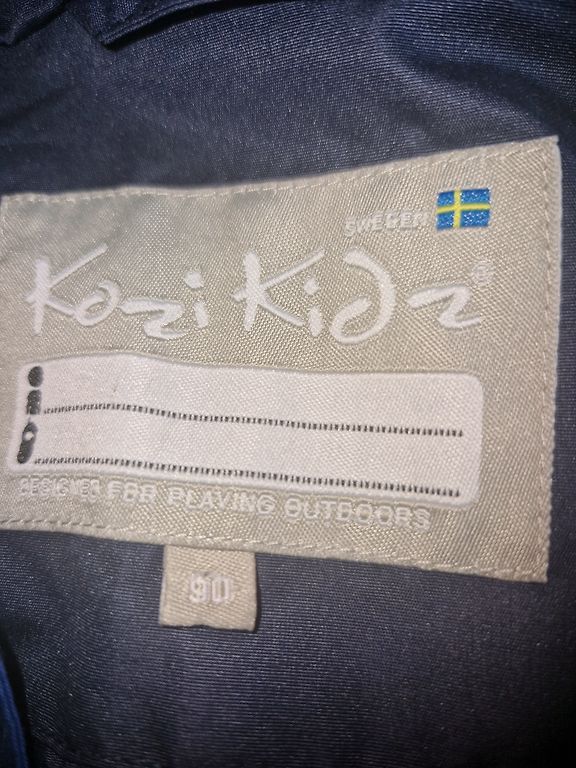 SWEDEN
Kozi Kidz®
DESIGNED FOR PLAYING OUTDOORS
90